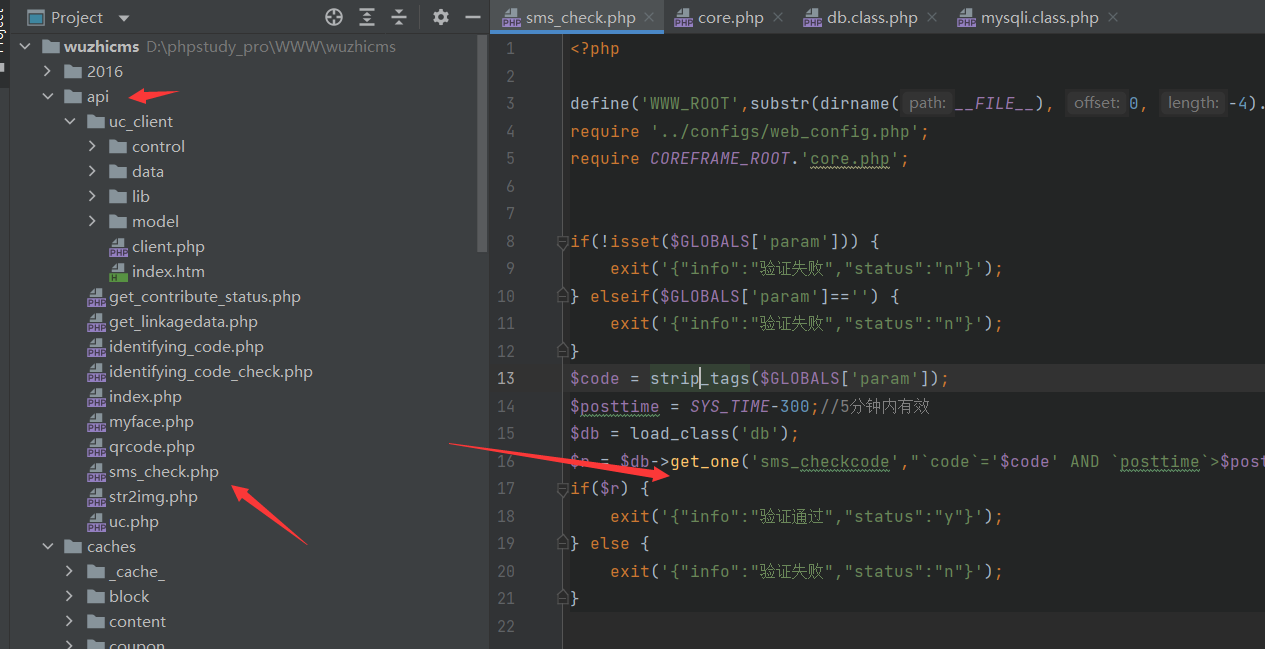 Project
wuzhicms D:\phpstudy_pro\WWW\wuzhicms
2016
api
uc_client
control
data
lib
model
client.php
index.htm
get_contribute_status.php
get_linkagedata.php
identifying_code.php
identifying_code_check.php
index.php
myface.php
qrcode.php
sms_check.php
str2img.php
uc.php
caches
_cache_
block
content
coupon
sms_check.php core.php db.class.php mysqli.class.php
1 <?php
2
3 define('WWW_ROOT',substr(dirname( path: __FILE__), offset: 0, length: -4).
4 require '../configs/web_config.php';
5 require COREFRAME_ROOT.'core.php';
6
7
8 if(!isset($GLOBALS['param'])) {
9 exit('{"info":"验证失败","status":"n"}');
10 } elseif($GLOBALS['param']=='') {
11 exit('{"info":"验证失败","status":"n"}');
12 }
13 $code = strip_tags($GLOBALS['param']);
14 $posttime = SYS_TIME-300;//5分钟内有效
15 $db = load_class('db');
16 $r = $db->get_one('sms_checkcode',"`code`='$code' AND `posttime`>$post
17 if($r) {
18 exit('{"info":"验证通过","status":"y"}');
19 } else {
20 exit('{"info":"验证失败","status":"n"}');
21 }
22